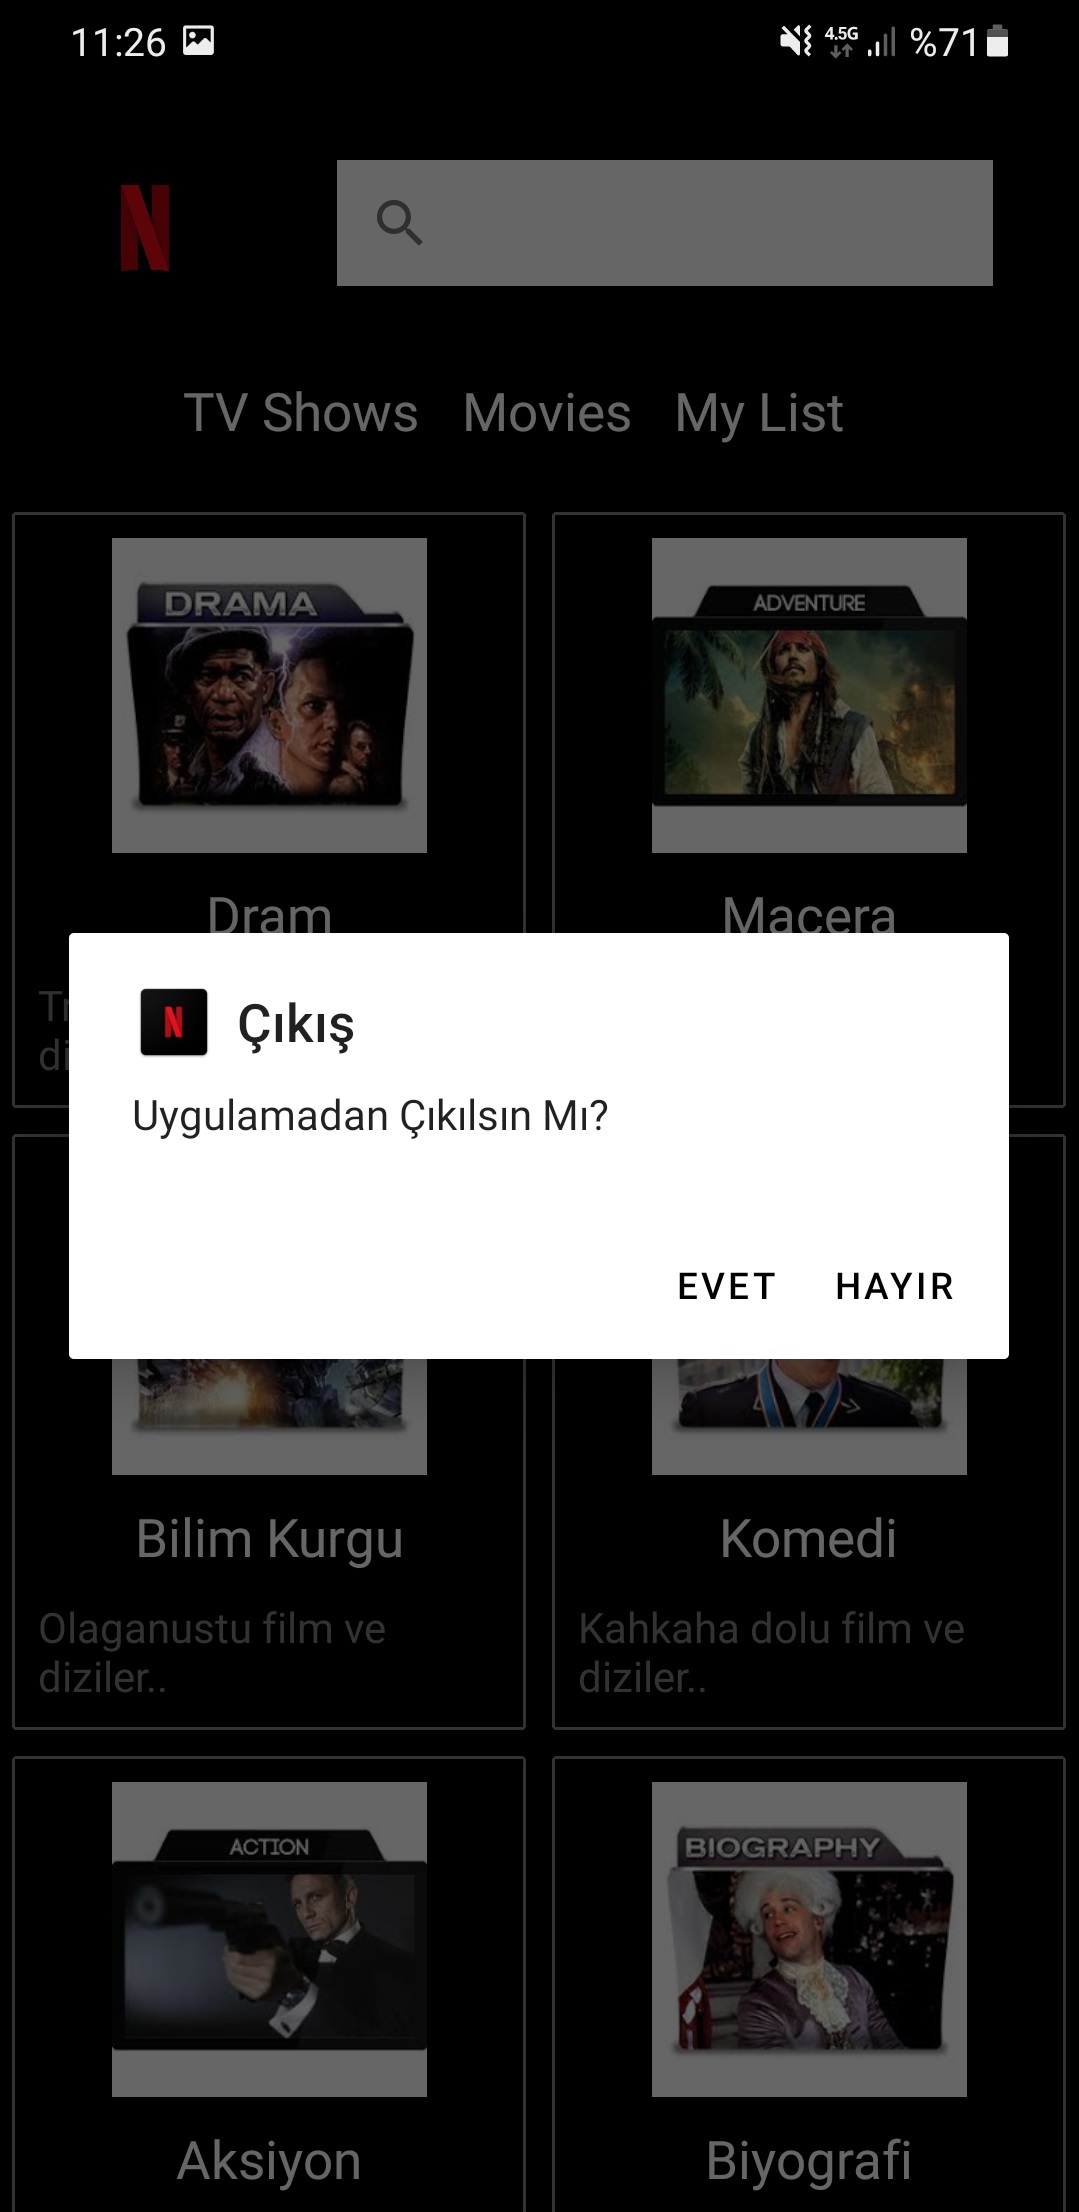 11:26
4.5G
%71
N
TV Shows Movies My List
DRAMA
ADVENTURE
Dram
Macera
Tr
di
N
Çıkış
Uygulamadan Çıkılsın Mı?
EVET HAYIR
Bilim Kurgu
Komedi
Olaganustu film ve
diziler..
Kahkaha dolu film ve
diziler..
ACTION
BIOGRAPHY
Aksiyon
Biyografi